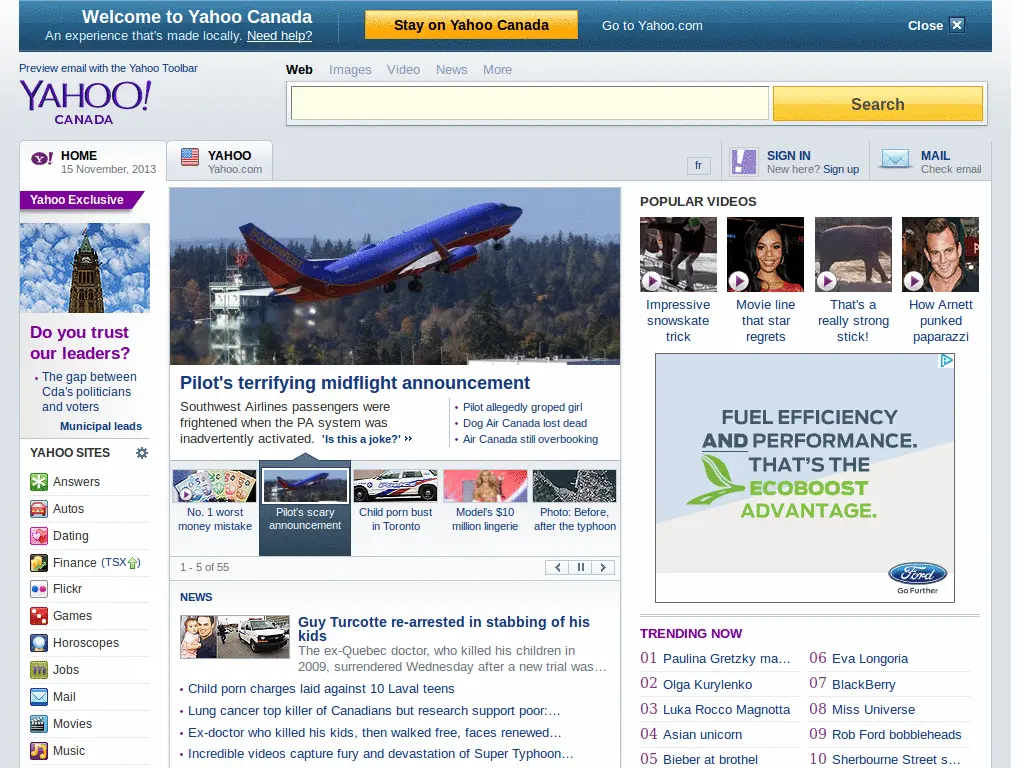 Welcome to Yahoo Canada
An experience that's made locally. Need help?
Stay on Yahoo Canada
Go to Yahoo.com
Close
Preview email with the Yahoo Toolbar
YAHOO!
CANADA
Web Images Video News More
Search
HOME
15 November, 2013
YAHOO
Yahoo.com
fr
SIGN IN
New here? Sign up
MAIL
Check email
Yahoo Exclusive
Do you trust
our leaders?
• The gap between
Cda's politicians
and voters
Municipal leads
YAHOO SITES
Answers
Autos
Dating
Finance (TSX)
Flickr
Games
Horoscopes
Jobs
Mail
Movies
Music
Pilot's terrifying midflight announcement
Southwest Airlines passengers were
frightened when the PA system was
inadvertently activated. 'Is this a joke?' »
• Pilot allegedly groped girl
• Dog Air Canada lost dead
• Air Canada still overbooking
No. 1 worst
money mistake
Pilot's scary
announcement
Child porn bust
in Toronto
Model's $10
million lingerie
Photo: Before,
after the typhoon
1 - 5 of 55
NEWS
Guy Turcotte re-arrested in stabbing of his
kids
The ex-Quebec doctor, who killed his children in
2009, surrendered Wednesday after a new trial was…
• Child porn charges laid against 10 Laval teens
• Lung cancer top killer of Canadians but research support poor:…
• Ex-doctor who killed his kids, then walked free, faces renewed…
• Incredible videos capture fury and devastation of Super Typhoon…
POPULAR VIDEOS
Impressive
snowskate
trick
Movie line
that star
regrets
That's a
really strong
stick!
How Arnett
punked
paparazzi
FUEL EFFICIENCY
AND PERFORMANCE.
THAT'S THE
ECOBOOST
ADVANTAGE.
Ford
Go Further
TRENDING NOW
01 Paulina Gretzky ma…
02 Olga Kurylenko
03 Luka Rocco Magnotta
04 Asian unicorn
05 Bieber at brothel
06 Eva Longoria
07 BlackBerry
08 Miss Universe
09 Rob Ford bobbleheads
10 Sherbourne Street s…